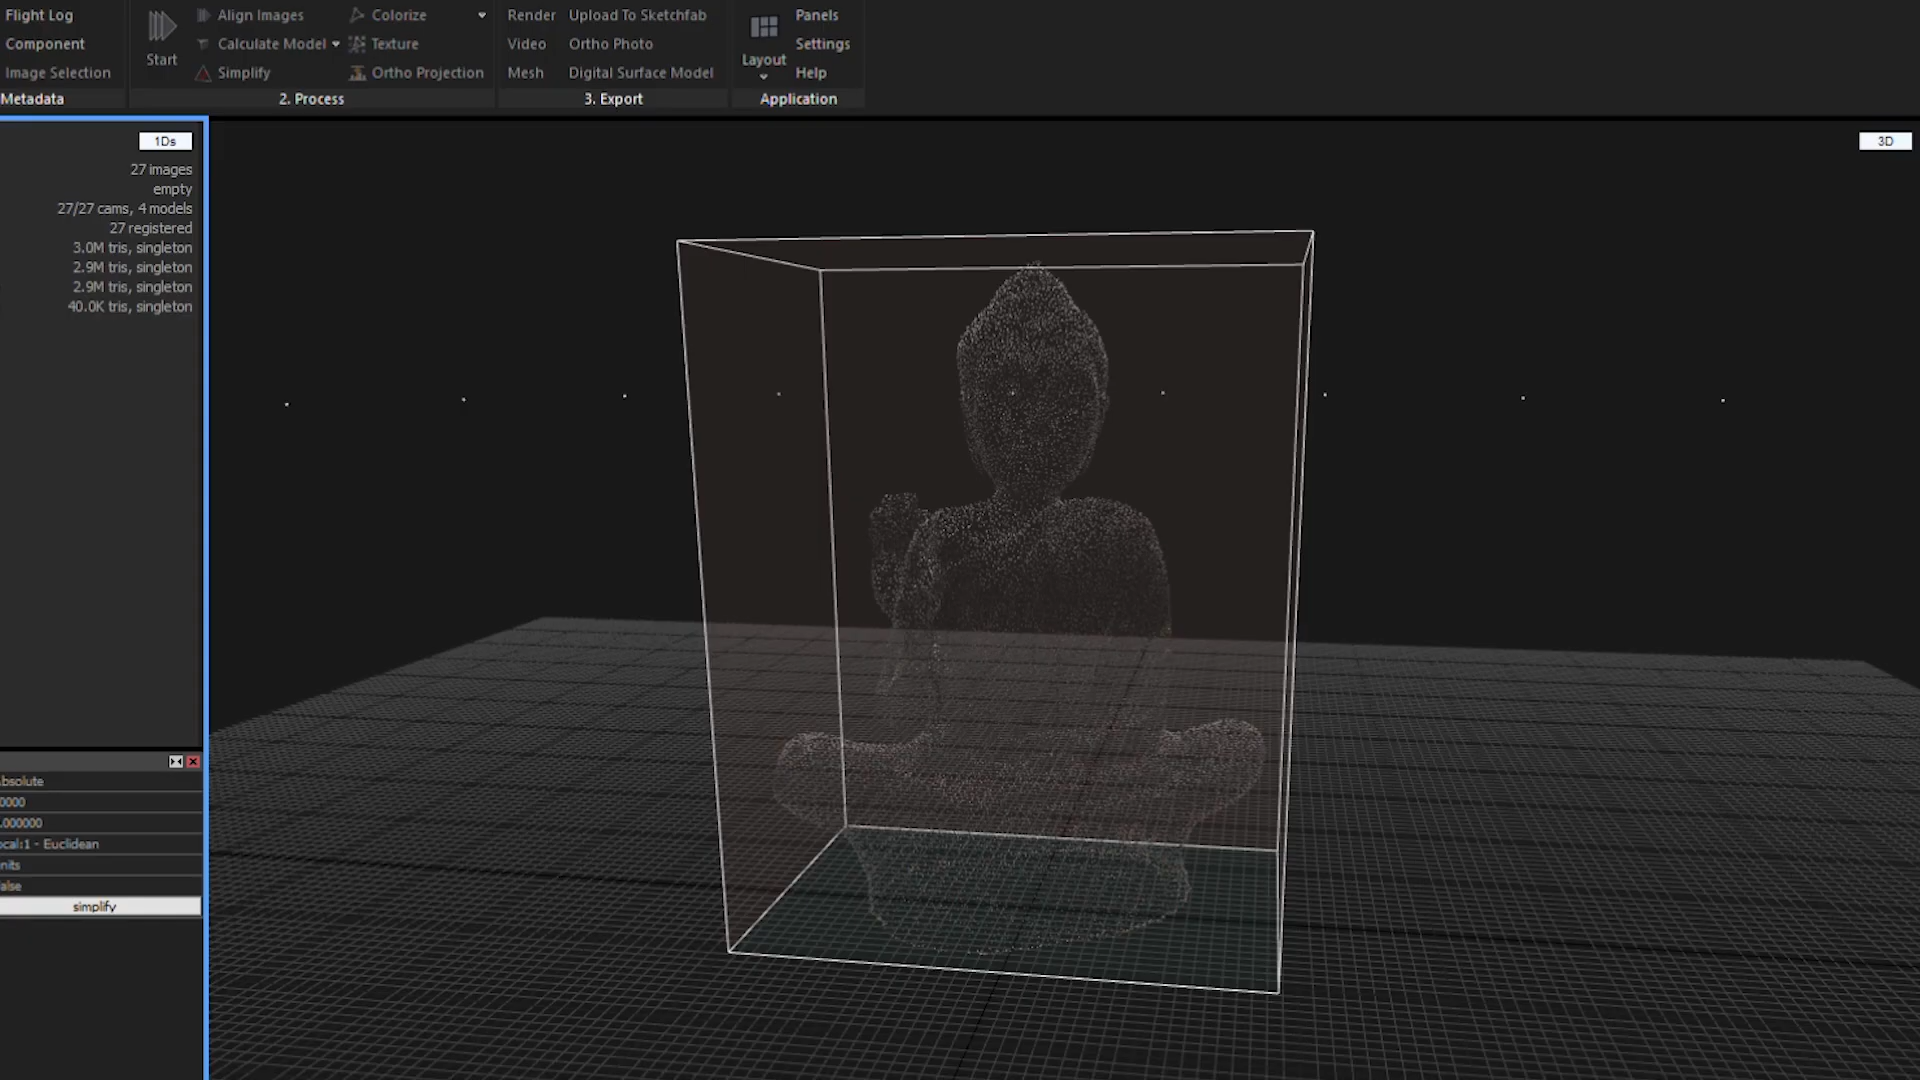 Flight Log
Component
Image Selection
Metadata
Start
Align Images
Calculate Model
Simplify
Colorize
Texture
Ortho Projection
2. Process
Render
Video
Mesh
Upload To Sketchfab
Ortho Photo
Digital Surface Model
3. Export
Layout
Panels
Settings
Help
Application
1Ds
27 images
empty
27/27 cams, 4 models
27 registered
3.0M tris, singleton
2.9M tris, singleton
2.9M tris, singleton
40.0K tris, singleton
3D
bsolute
0000
.000000
ocal:1 - Euclidean
nits
alse
simplify